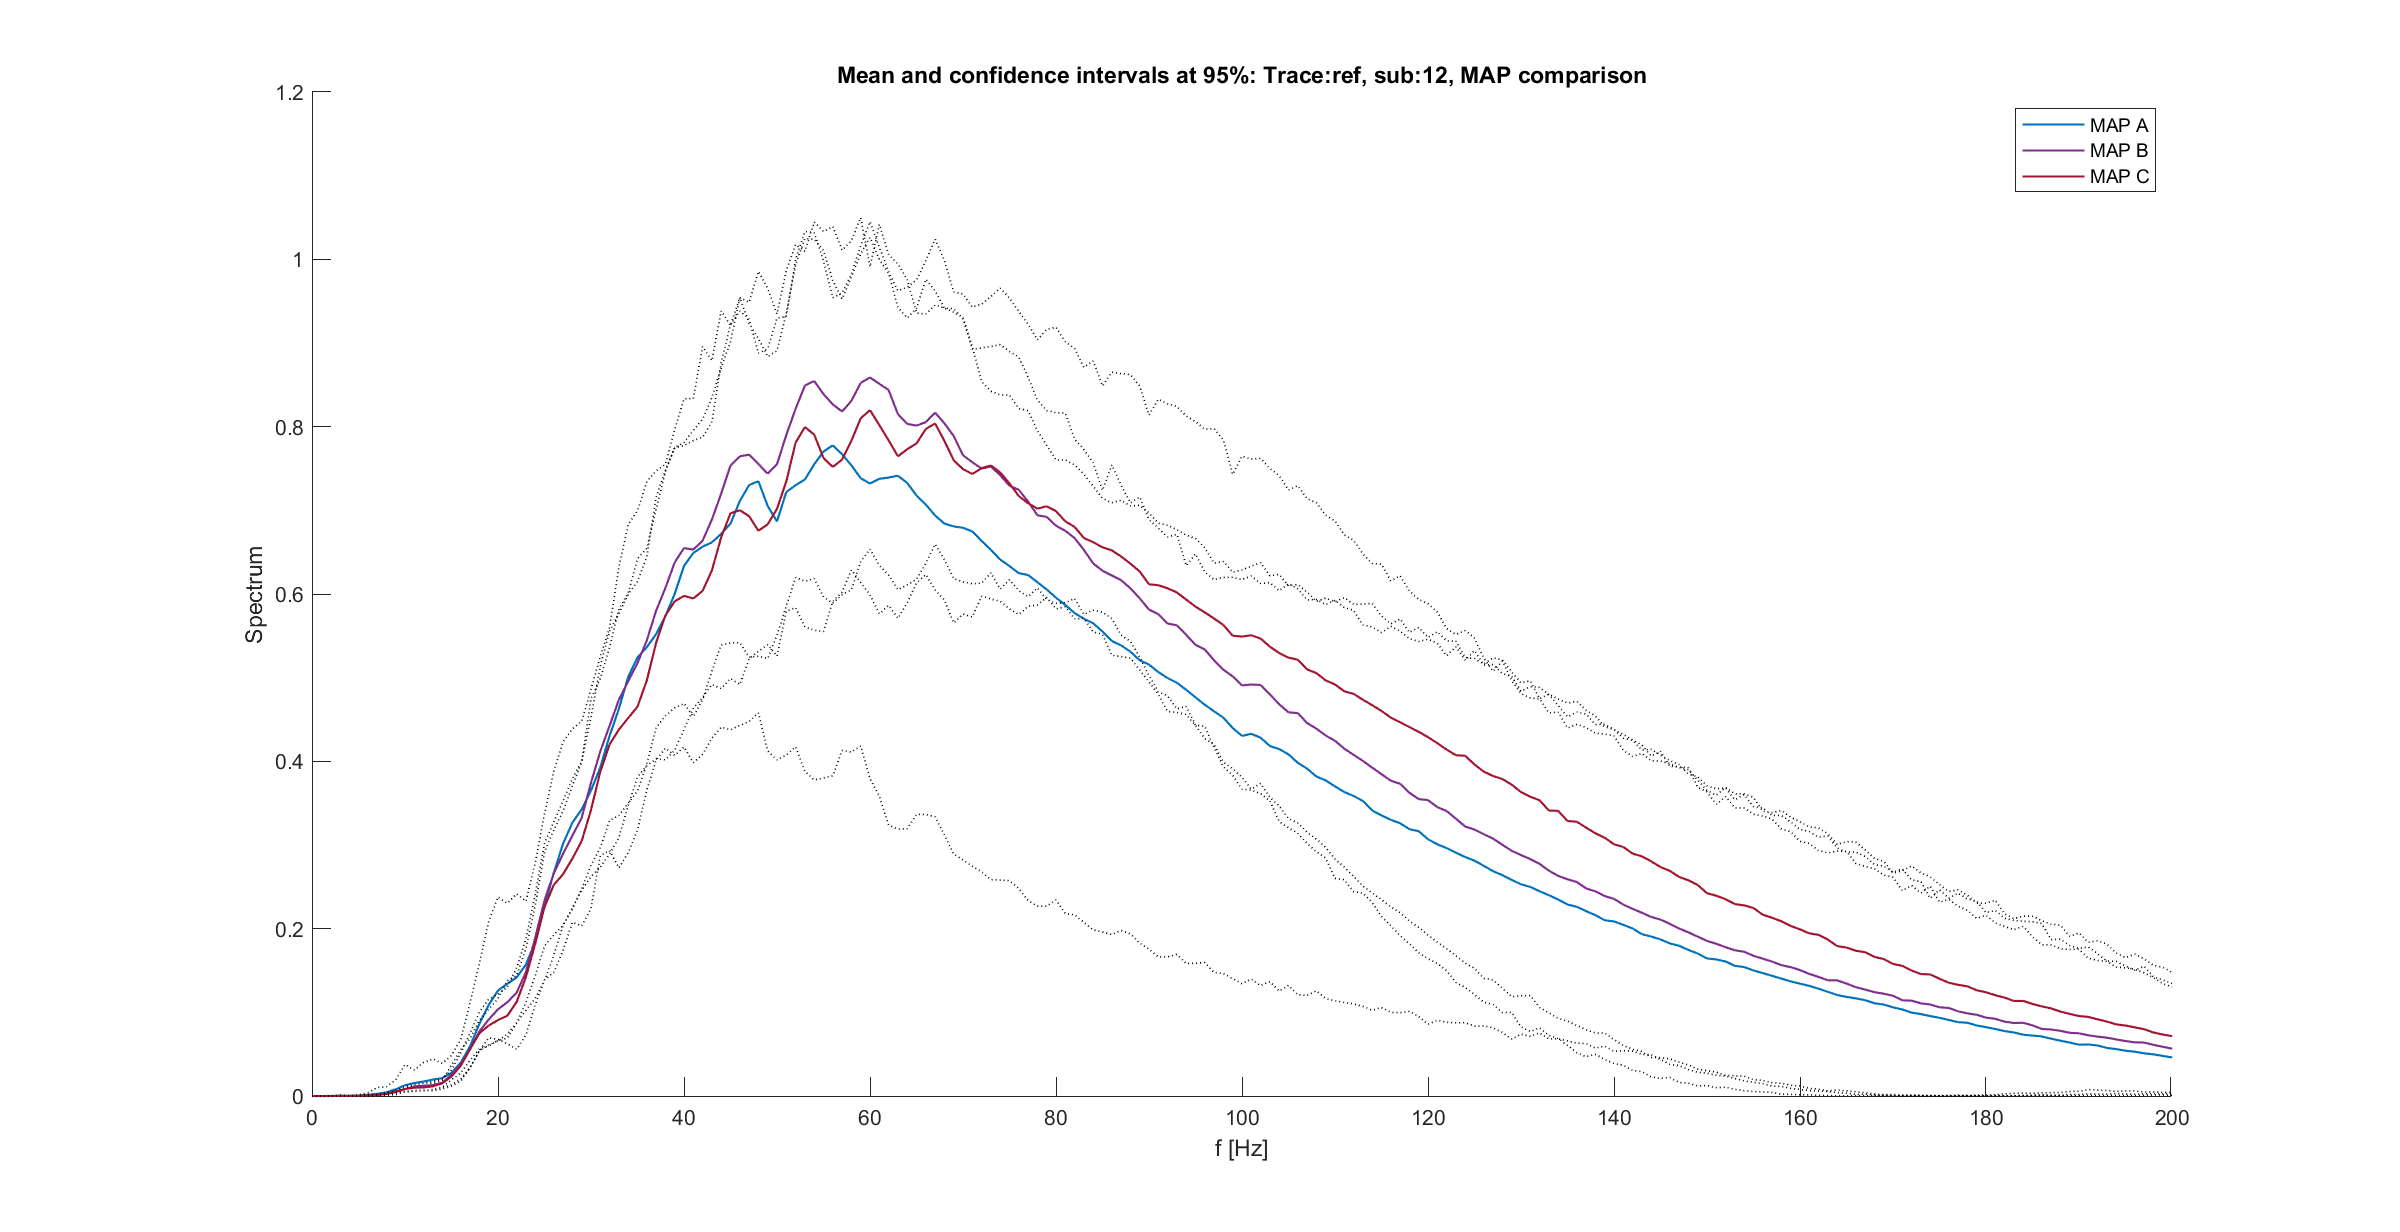 Mean and confidence intervals at 95%: Trace:ref, sub:12, MAP comparison
MAP A
MAP B
MAP C
Spectrum
1.2
1
0.8
0.6
0.4
0.2
0
0 20 40 60 80 100 120 140 160 180 200
f [Hz]